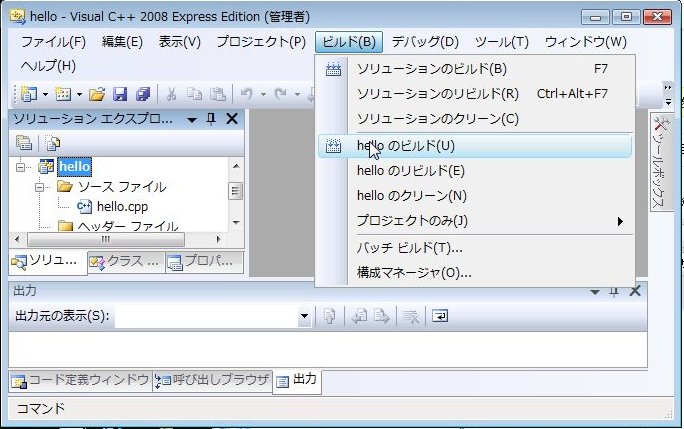 hello - Visual C++ 2008 Express Edition (管理者)
ファイル(F) 編集(E) 表示(V) プロジェクト(P) ビルド(B) デバッグ(D) ツール(T) ウィンドウ(W)
ヘルプ(H)
ソリューションのビルド(B) F7
ソリューションのリビルド(R) Ctrl+Alt+F7
ソリューションのクリーン(C)
hello のビルド(U)
hello のリビルド(E)
hello のクリーン(N)
プロジェクトのみ(J)
バッチ ビルド(T)...
構成マネージャ(O)...
ソリューション エクスプロ...
hello
ソース ファイル
hello.cpp
ヘッダー ファイル
ソリュ... クラス ... プロパ...
ツールボックス
出力
出力元の表示(S):
コード定義ウィンドウ 呼び出しブラウザ 出力
コマンド